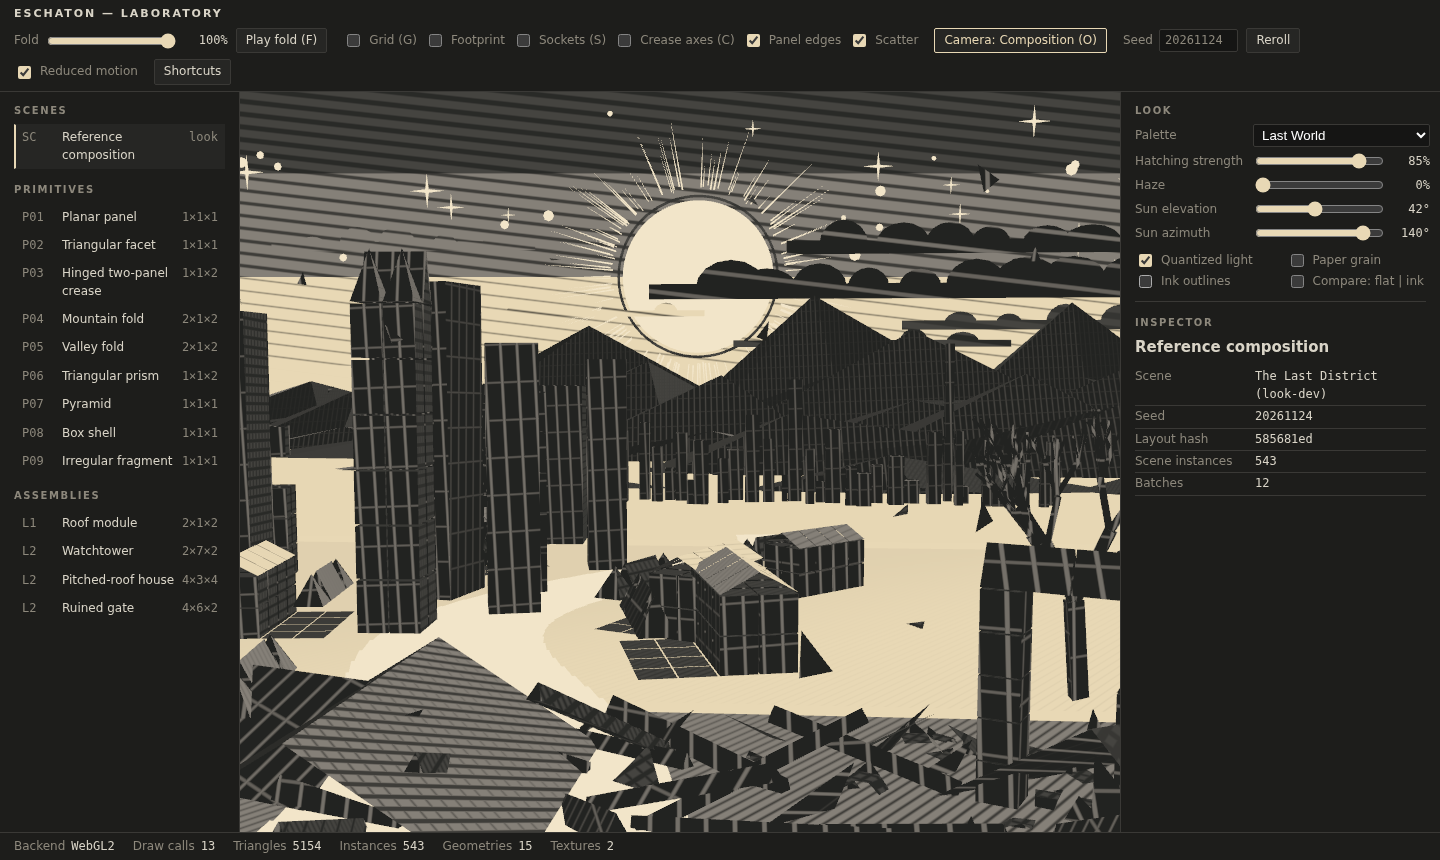 ESCHATON — LABORATORY
Fold 100% Play fold (F) Grid (G) Footprint Sockets (S) Crease axes (C) Panel edges Scatter Camera: Composition (O) Seed 20261124 Reroll
Reduced motion Shortcuts
SCENES
SC Reference composition look
PRIMITIVES
P01 Planar panel 1×1×1
P02 Triangular facet 1×1×1
P03 Hinged two-panel crease 1×1×2
P04 Mountain fold 2×1×2
P05 Valley fold 2×1×2
P06 Triangular prism 1×1×2
P07 Pyramid 1×1×1
P08 Box shell 1×1×1
P09 Irregular fragment 1×1×1
ASSEMBLIES
L1 Roof module 2×1×2
L2 Watchtower 2×7×2
L2 Pitched-roof house 4×3×4
L2 Ruined gate 4×6×2
LOOK
Palette Last World
Hatching strength 85%
Haze 0%
Sun elevation 42°
Sun azimuth 140°
Quantized light Paper grain
Ink outlines Compare: flat | ink
INSPECTOR
Reference composition
Scene The Last District
(look-dev)
Seed 20261124
Layout hash 585681ed
Scene instances 543
Batches 12
Backend WebGL2 Draw calls 13 Triangles 5154 Instances 543 Geometries 15 Textures 2